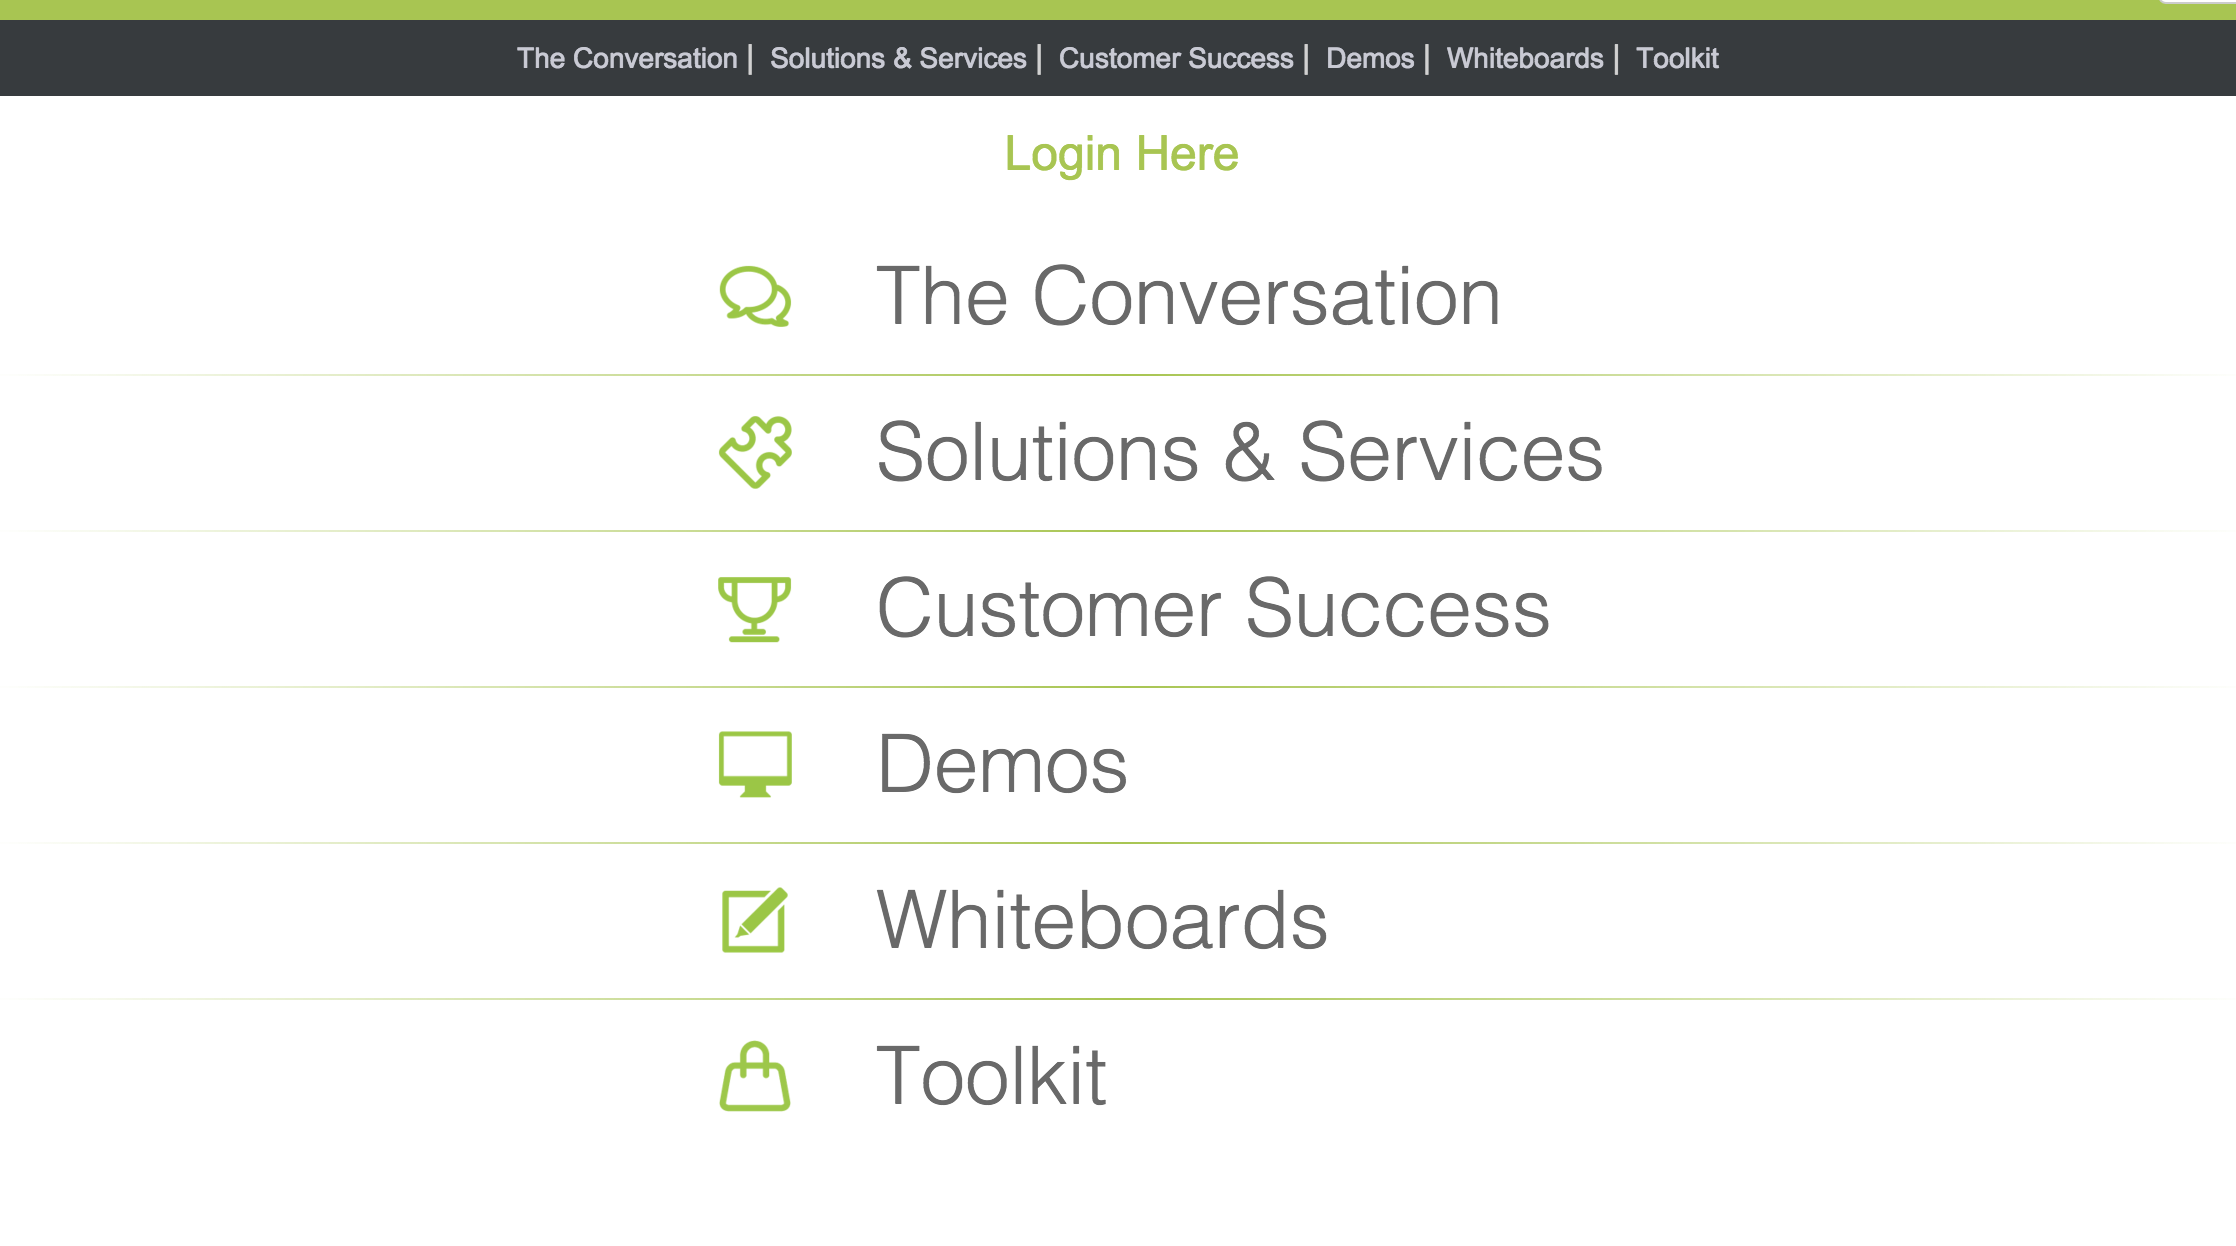 The Conversation | Solutions & Services | Customer Success | Demos | Whiteboards | Toolkit
Login Here
The Conversation
Solutions & Services
Customer Success
Demos
Whiteboards
Toolkit